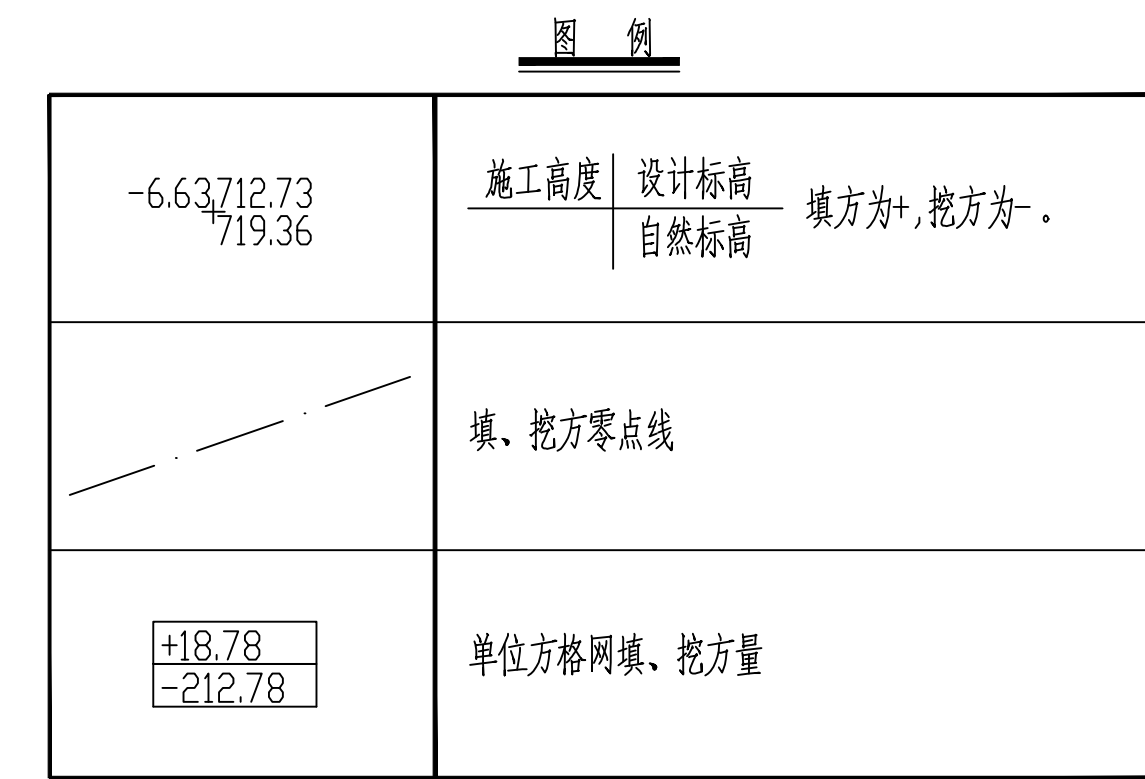 图 例
-6.63 712.73
719.36
施工高度 设计标高
自然标高
填方为+,挖方为-。
填、挖方零点线
+18.78
-212.78
单位方格网填、挖方量